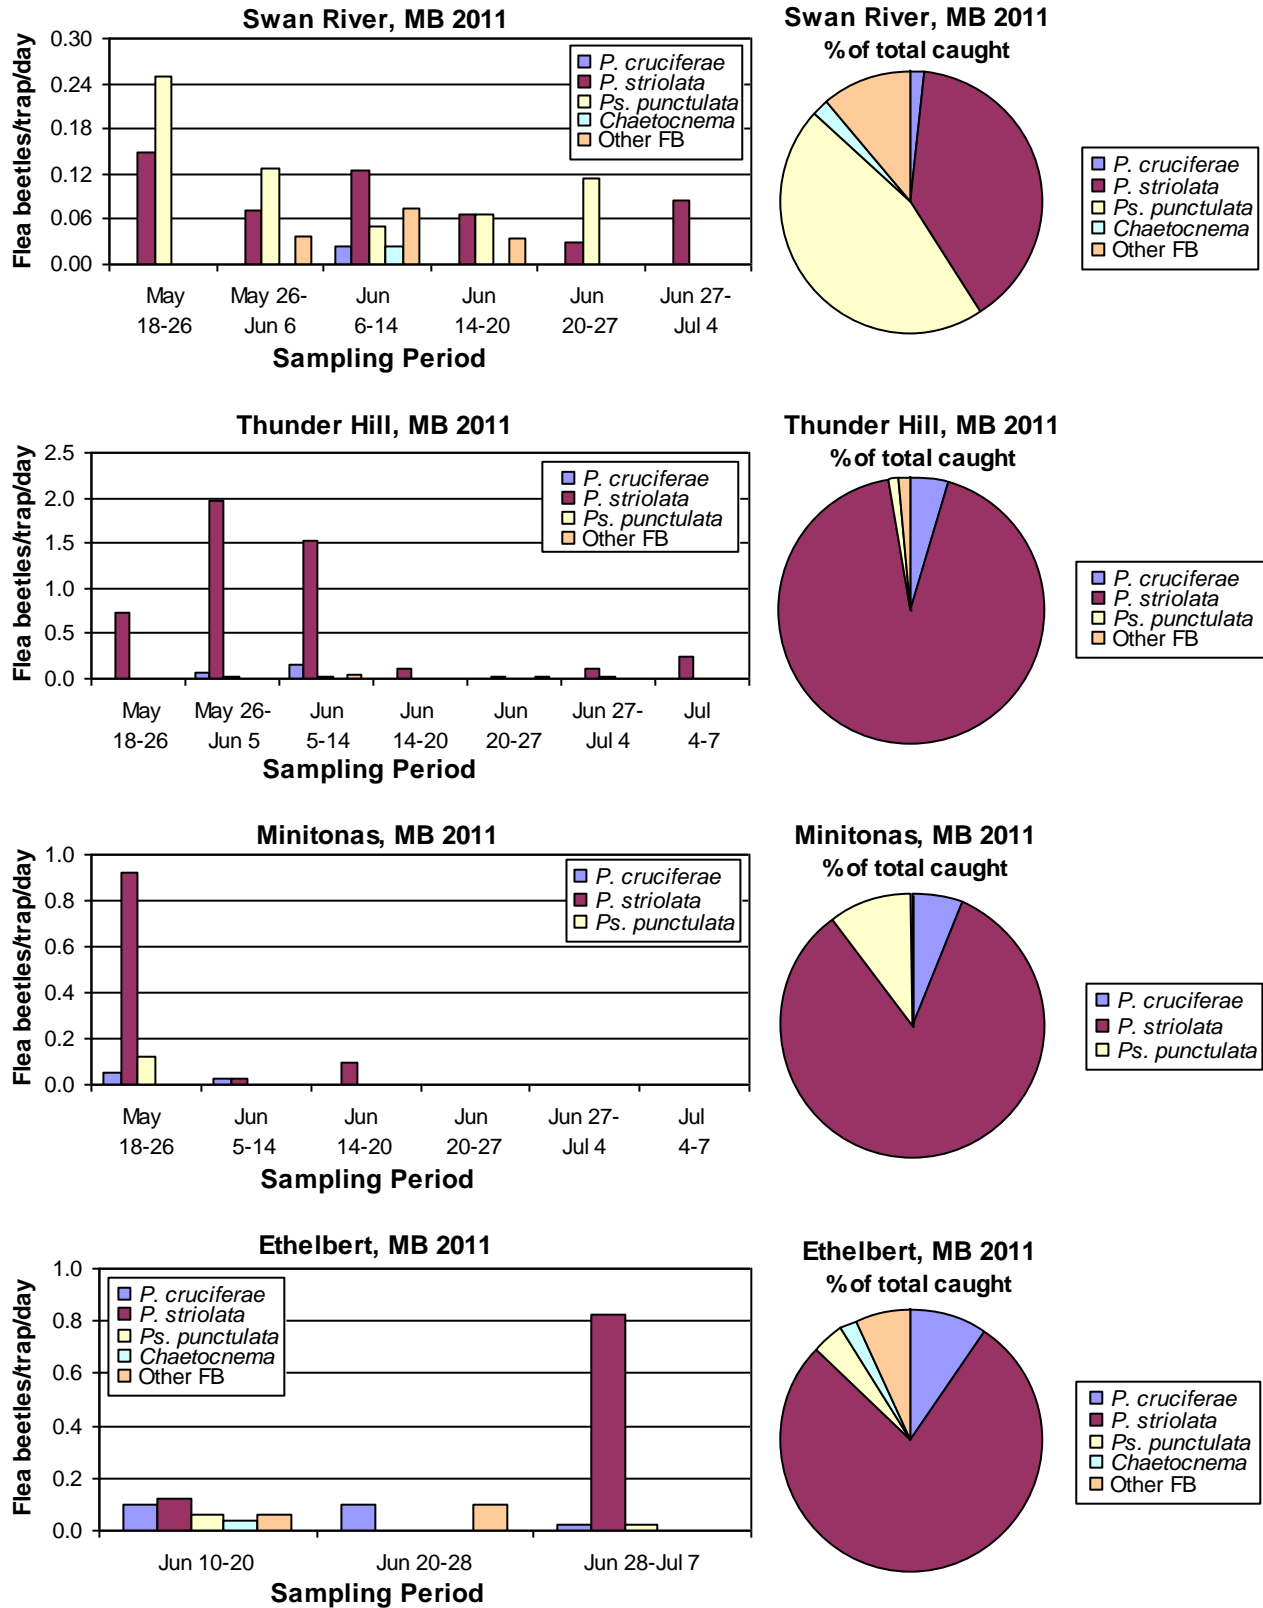 Swan River, MB 2011
Flea beetles/trap/day
0.30
0.24
0.18
0.12
0.06
0.00
P. cruciferae
P. striolata
Ps. punctulata
Chaetocnema
Other FB
May 18-26
May 26-Jun 6
Jun 6-14
Jun 14-20
Jun 20-27
Jun 27-Jul 4
Sampling Period
Swan River, MB 2011
% of total caught
P. cruciferae
P. striolata
Ps. punctulata
Chaetocnema
Other FB
Thunder Hill, MB 2011
Flea beetles/trap/day
2.5
2.0
1.5
1.0
0.5
0.0
P. cruciferae
P. striolata
Ps. punctulata
Other FB
May 18-26
May 26-Jun 5
Jun 5-14
Jun 14-20
Jun 20-27
Jun 27-Jul 4
Jul 4-7
Sampling Period
Thunder Hill, MB 2011
% of total caught
P. cruciferae
P. striolata
Ps. punctulata
Other FB
Minitonas, MB 2011
Flea beetles/trap/day
1.0
0.8
0.6
0.4
0.2
0.0
P. cruciferae
P. striolata
Ps. punctulata
May 18-26
Jun 5-14
Jun 14-20
Jun 20-27
Jun 27-Jul 4
Jul 4-7
Sampling Period
Minitonas, MB 2011
% of total caught
P. cruciferae
P. striolata
Ps. punctulata
Ethelbert, MB 2011
Flea beetles/trap/day
1.0
0.8
0.6
0.4
0.2
0.0
P. cruciferae
P. striolata
Ps. punctulata
Chaetocnema
Other FB
Jun 10-20
Jun 20-28
Jun 28-Jul 7
Sampling Period
Ethelbert, MB 2011
% of total caught
P. cruciferae
P. striolata
Ps. punctulata
Chaetocnema
Other FB